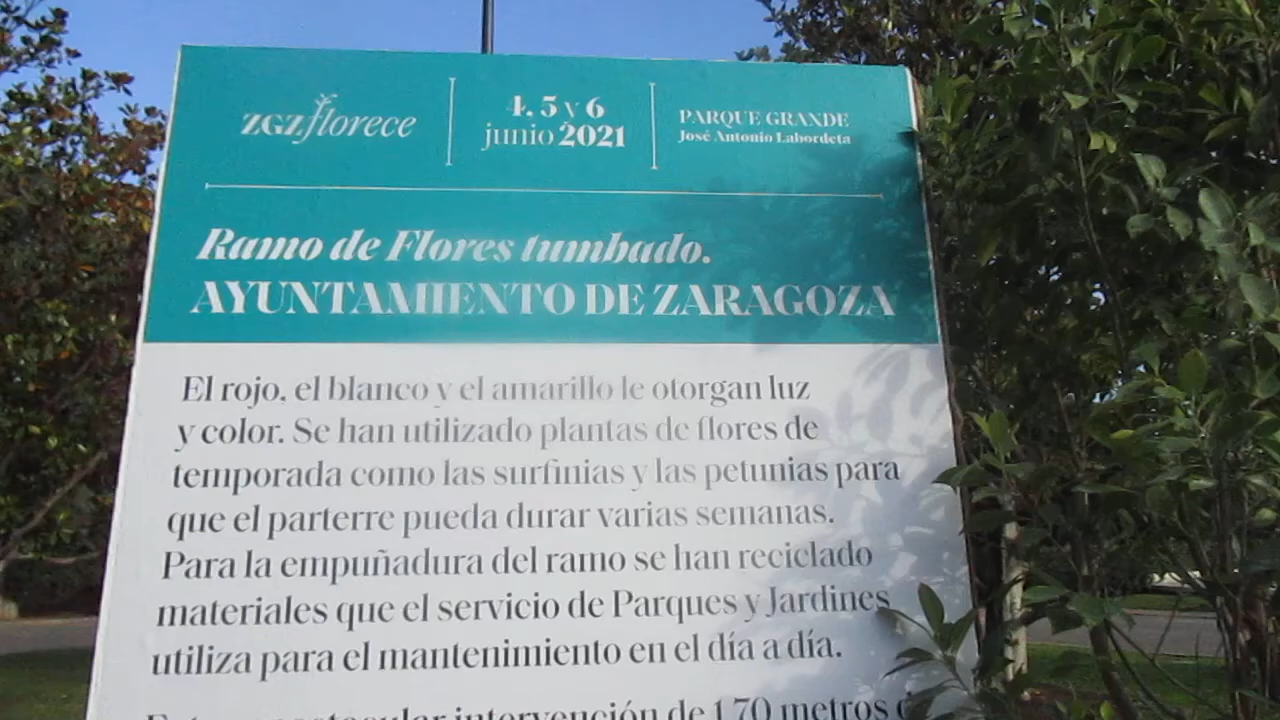 ZGZflorece
4, 5 y 6
junio 2021
PARQUE GRANDE
José Antonio Labordeta
Ramo de Flores tumbado.
AYUNTAMIENTO DE ZARAGOZA
El rojo, el blanco y el amarillo le otorgan luz
y color. Se han utilizado plantas de flores de
temporada como las surfinias y las petunias para
que el parterre pueda durar varias semanas.
Para la empuñadura del ramo se han reciclado
materiales que el servicio de Parques y Jardines
utiliza para el mantenimiento en el día a día.
intervención de 1,70 metros